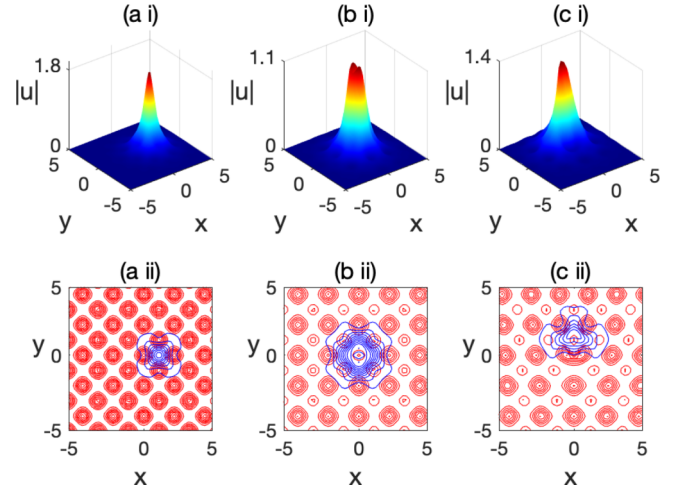 (a i) (b i) (c i)
1.8 1.1 1.4
|u| |u| |u|
0 0 0
5 5 5 5 5 5
0 0 0 0 0 0
y -5 -5 x y -5 -5 x y -5 -5 x
(a ii) (b ii) (c ii)
5 5 5
y 0 y 0 y 0
-5 -5 -5
-5 0 5 -5 0 5 -5 0 5
x x x